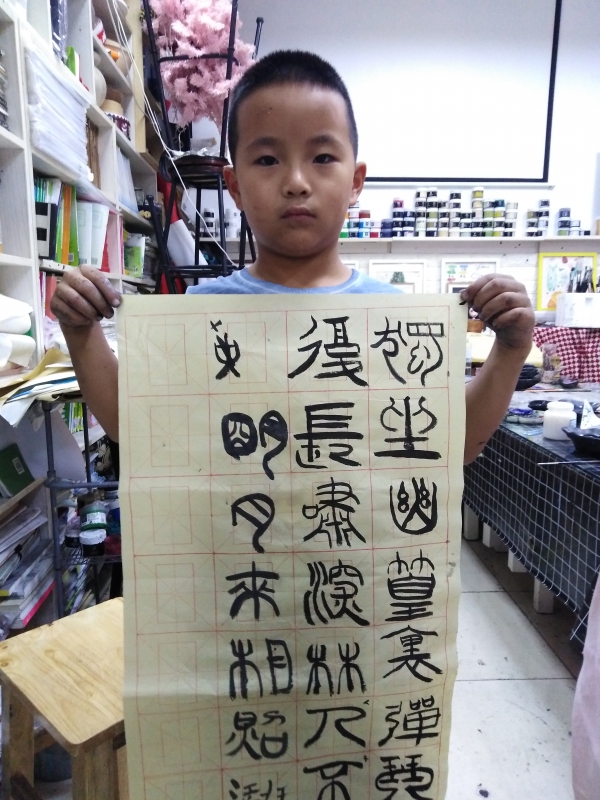 獨坐幽篁裏彈琴
復長嘯深林人不
知明月來相照